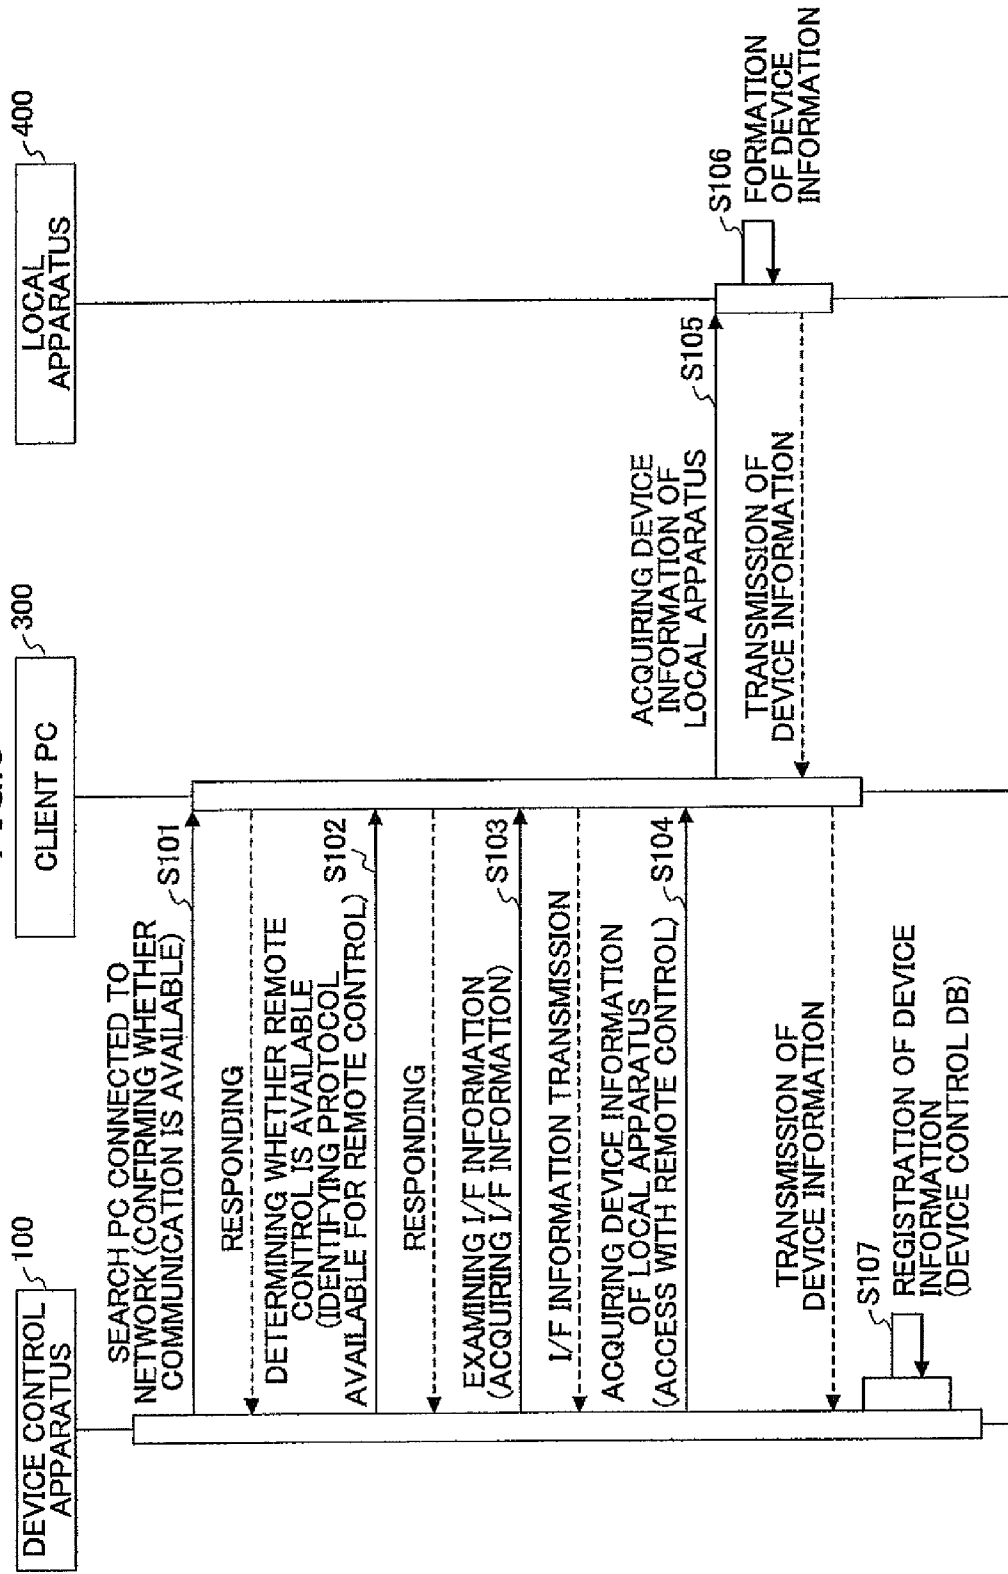 DEVICE CONTROL
APPARATUS
100
CLIENT PC
300
LOCAL
APPARATUS
400
SEARCH PC CONNECTED TO
NETWORK (CONFIRMING WHETHER
COMMUNICATION IS AVAILABLE)
S101
RESPONDING
DETERMINING WHETHER REMOTE
CONTROL IS AVAILABLE
(IDENTIFYING PROTOCOL
AVAILABLE FOR REMOTE CONTROL)
S102
RESPONDING
EXAMINING I/F INFORMATION
(ACQUIRING I/F INFORMATION)
S103
I/F INFORMATION TRANSMISSION
ACQUIRING DEVICE INFORMATION
OF LOCAL APPARATUS
(ACCESS WITH REMOTE CONTROL)
S104
ACQUIRING DEVICE
INFORMATION OF
LOCAL APPARATUS
S105
S106
FORMATION
OF DEVICE
INFORMATION
TRANSMISSION OF
DEVICE INFORMATION
TRANSMISSION OF
DEVICE INFORMATION
S107
REGISTRATION OF DEVICE
INFORMATION
(DEVICE CONTROL DB)